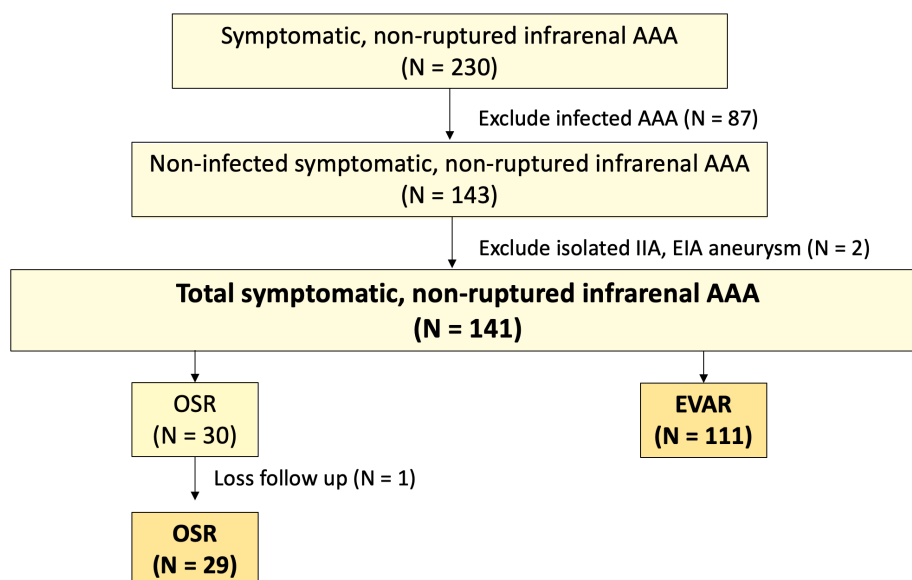 Symptomatic, non-ruptured infrarenal AAA
(N = 230)
Exclude infected AAA (N = 87)
Non-infected symptomatic, non-ruptured infrarenal AAA
(N = 143)
Exclude isolated IIA, EIA aneurysm (N = 2)
Total symptomatic, non-ruptured infrarenal AAA
(N = 141)
OSR
(N = 30)
EVAR
(N = 111)
Loss follow up (N = 1)
OSR
(N = 29)